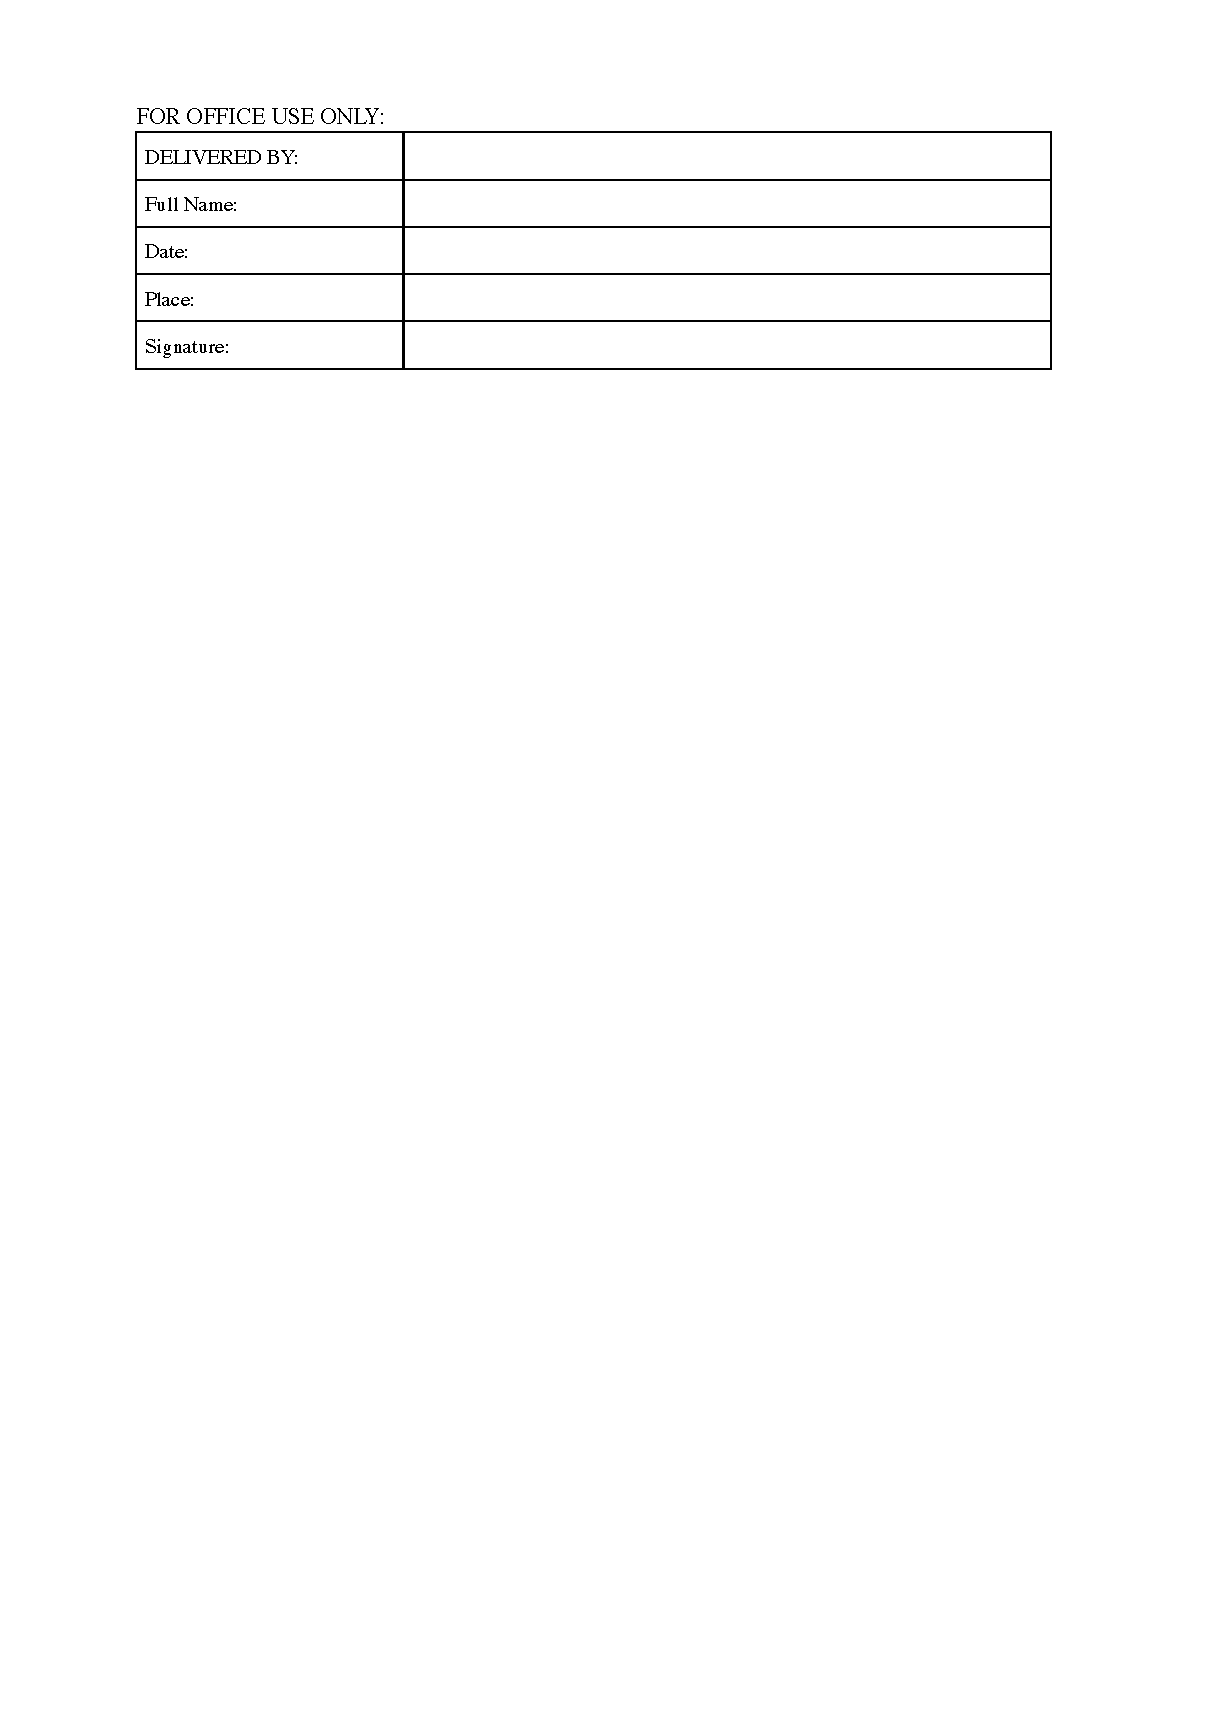 FOR OFFICE USE ONLY:
DELIVERED BY:
Full Name:
Date:
Place:
Signature: